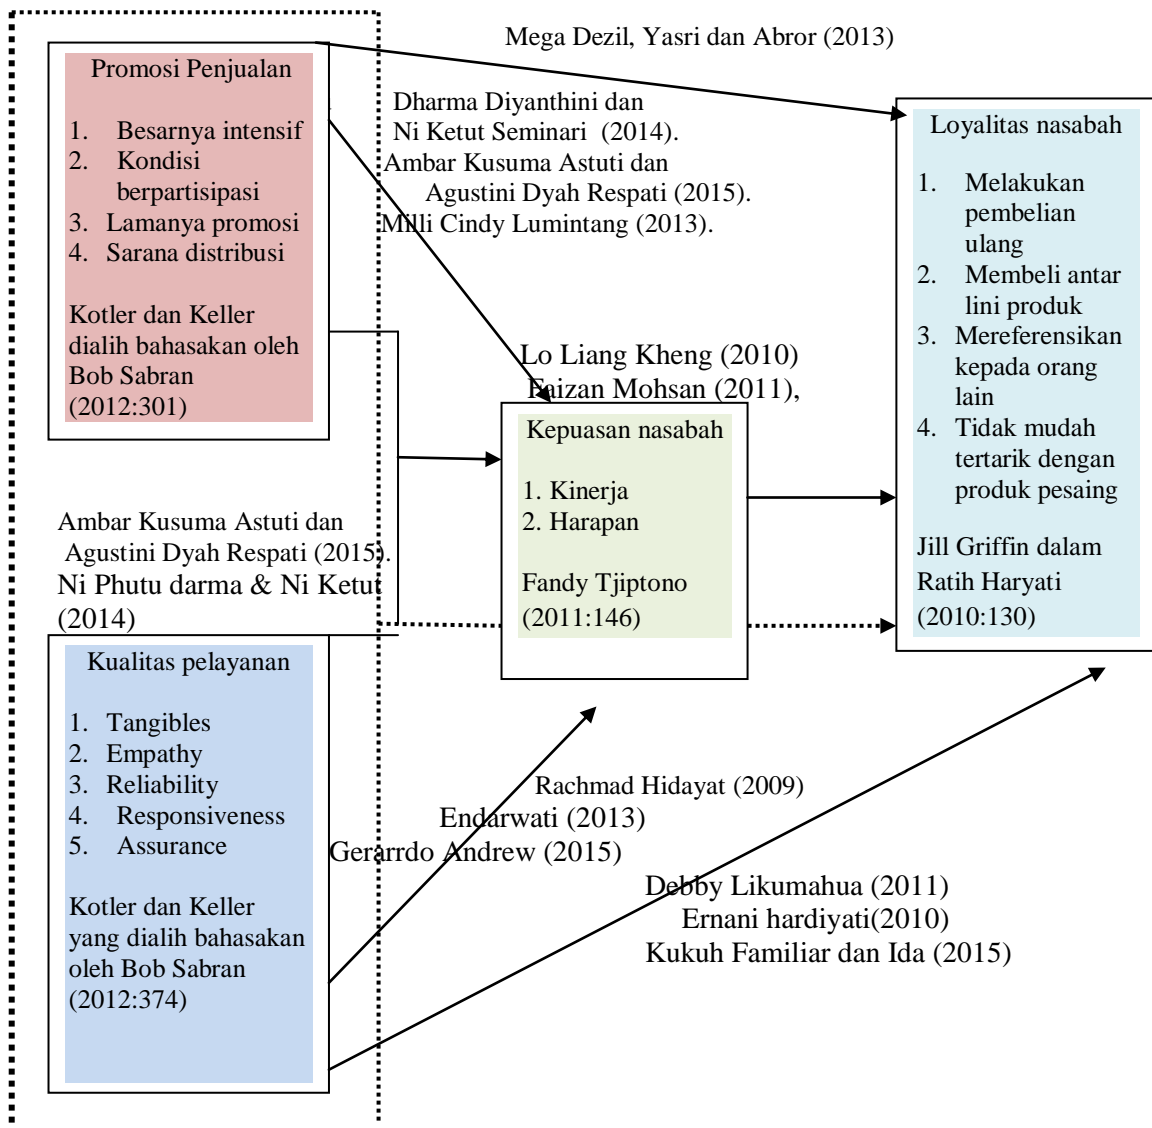 Mega Dezil, Yasri dan Abror (2013)
Promosi Penjualan
1. Besarnya intensif
2. Kondisi
berpartisipasi
3. Lamanya promosi
4. Sarana distribusi
Kotler dan Keller
dialih bahasakan oleh
Bob Sabran
(2012:301)
Dharma Diyanthini dan
Ni Ketut Seminari (2014).
Ambar Kusuma Astuti dan
Agustini Dyah Respati (2015).
Milli Cindy Lumintang (2013).
Loyalitas nasabah
1. Melakukan
pembelian
ulang
2. Membeli antar
lini produk
3. Mereferensikan
kepada orang
lain
4. Tidak mudah
tertarik dengan
produk pesaing
Jill Griffin dalam
Ratih Haryati
(2010:130)
Lo Liang Kheng (2010)
Faizan Mohsan (2011),
Kepuasan nasabah
1. Kinerja
2. Harapan
Fandy Tjiptono
(2011:146)
Ambar Kusuma Astuti dan
Agustini Dyah Respati (2015).
Ni Phutu darma & Ni Ketut
(2014)
Kualitas pelayanan
1. Tangibles
2. Empathy
3. Reliability
4. Responsiveness
5. Assurance
Kotler dan Keller
yang dialih bahasakan
oleh Bob Sabran
(2012:374)
Rachmad Hidayat (2009)
Endarwati (2013)
Gerarrdo Andrew (2015)
Debby Likumahua (2011)
Ernani hardiyati(2010)
Kukuh Familiar dan Ida (2015)